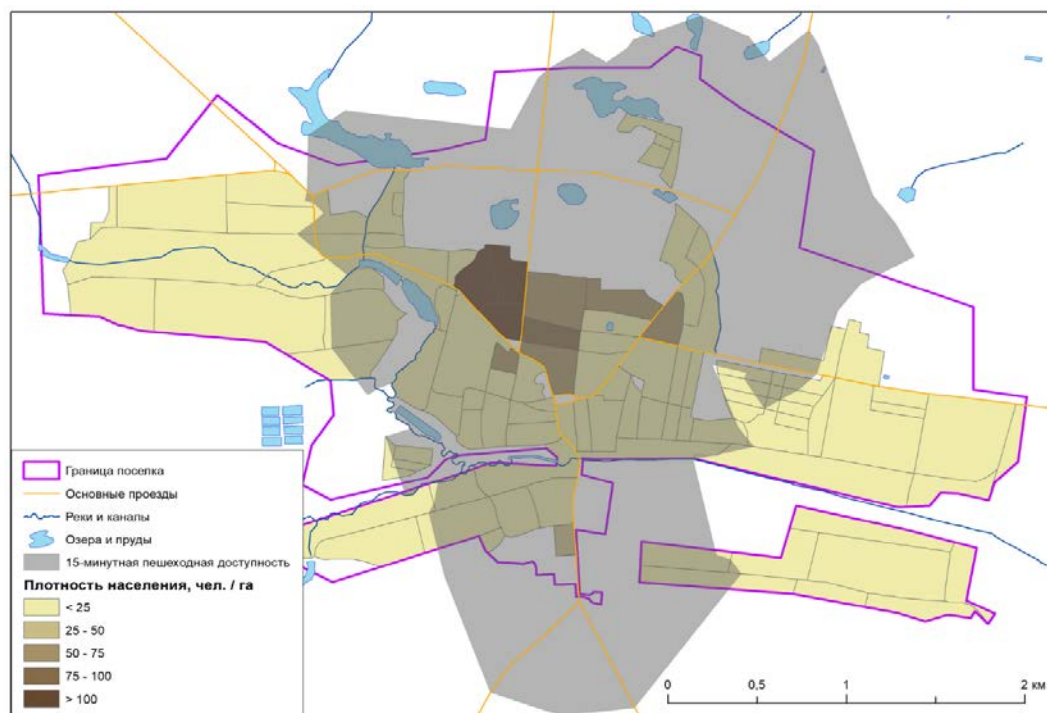 Граница поселка
Основные проезды
Реки и каналы
Озера и пруды
15-минутная пешеходная доступность
Плотность населения, чел. / га
< 25
25 - 50
50 - 75
75 - 100
> 100
0 0,5 1 2 км